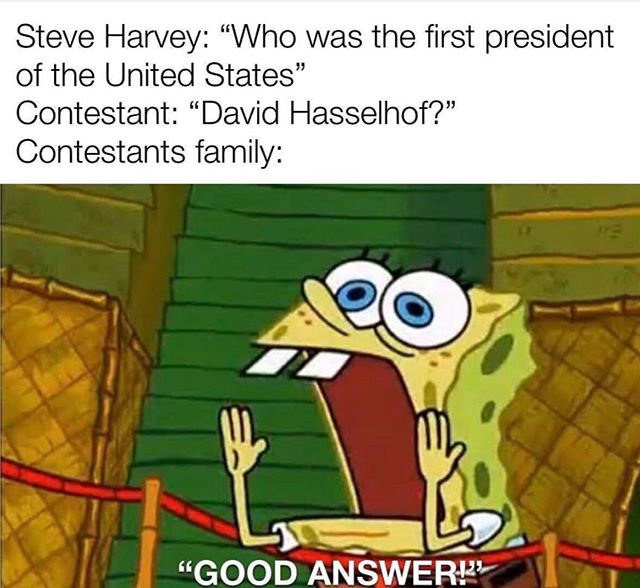 Steve Harvey: “Who was the first president
of the United States”
Contestant: “David Hasselhof?”
Contestants family:
“GOOD ANSWER!”